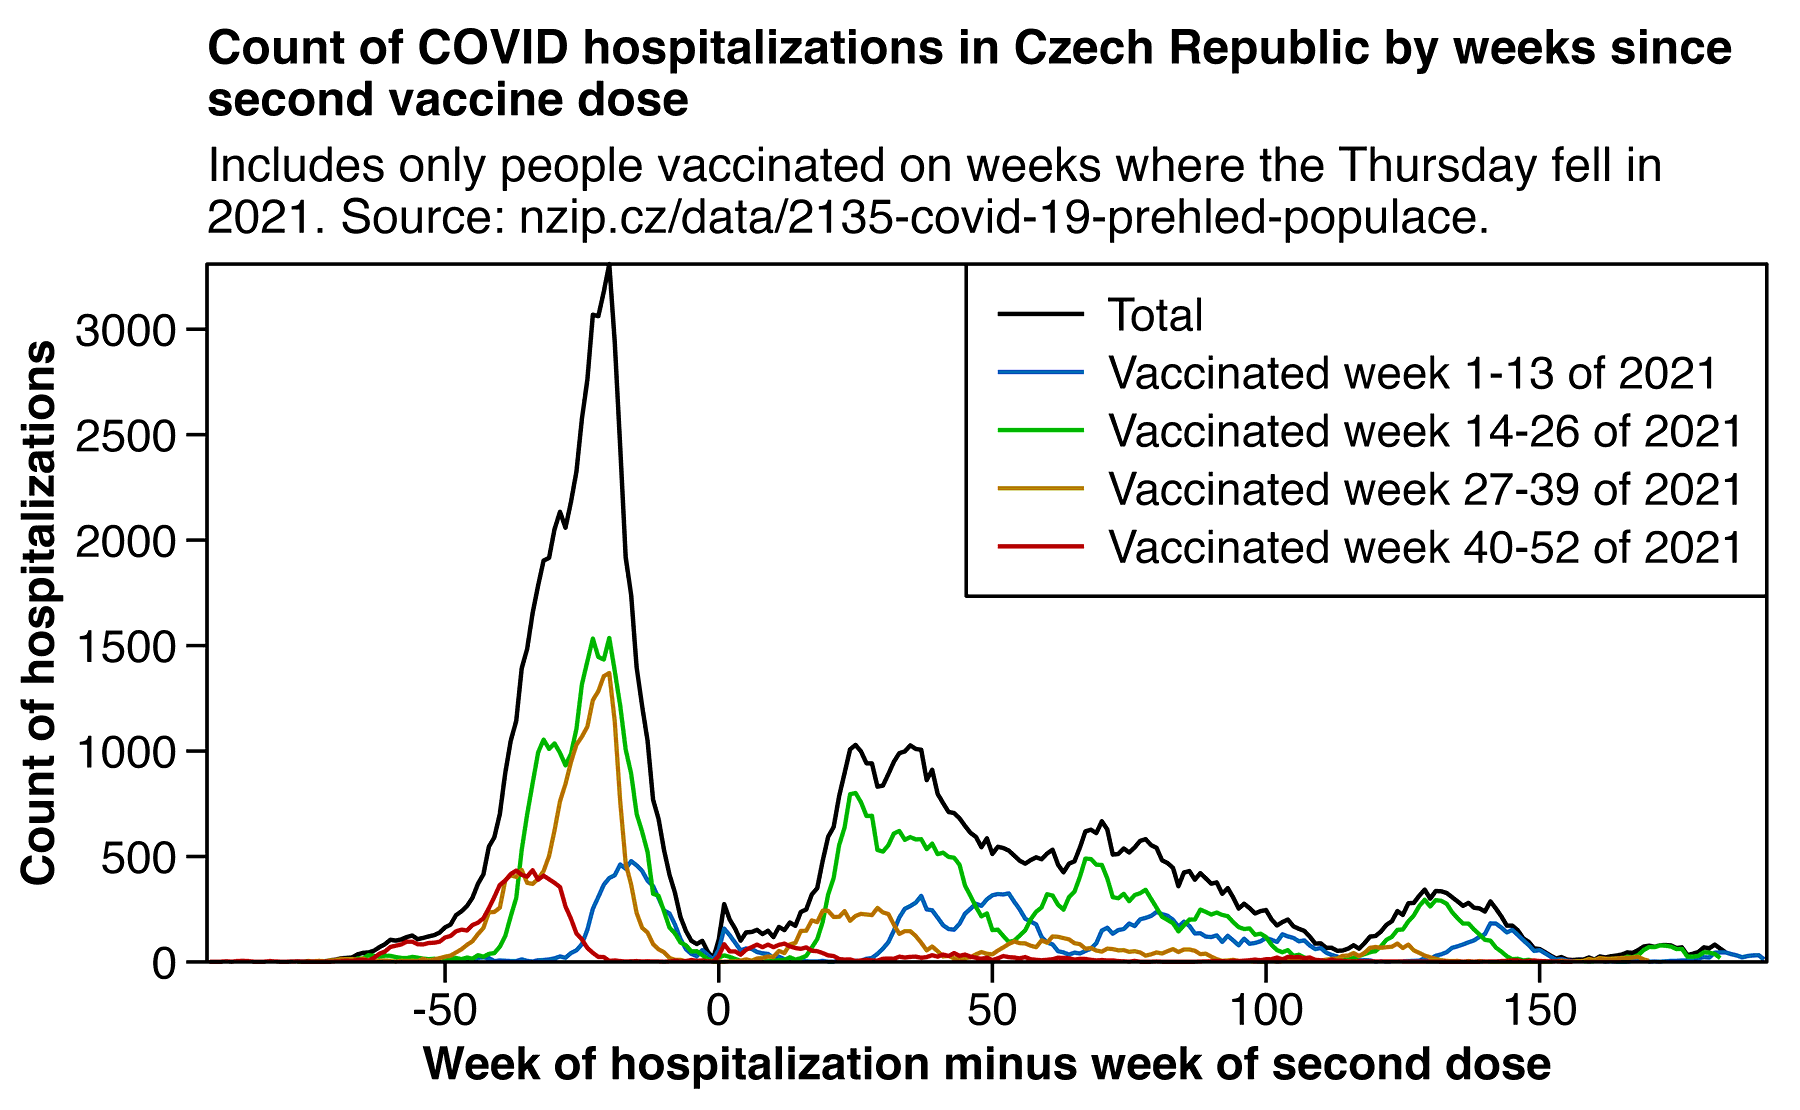 Count of COVID hospitalizations in Czech Republic by weeks since
second vaccine dose
Includes only people vaccinated on weeks where the Thursday fell in
2021. Source: nzip.cz/data/2135-covid-19-prehled-populace.
Total
Vaccinated week 1-13 of 2021
Vaccinated week 14-26 of 2021
Vaccinated week 27-39 of 2021
Vaccinated week 40-52 of 2021
Count of hospitalizations
3000
2500
2000
1500
1000
500
0
-50 0 50 100 150
Week of hospitalization minus week of second dose